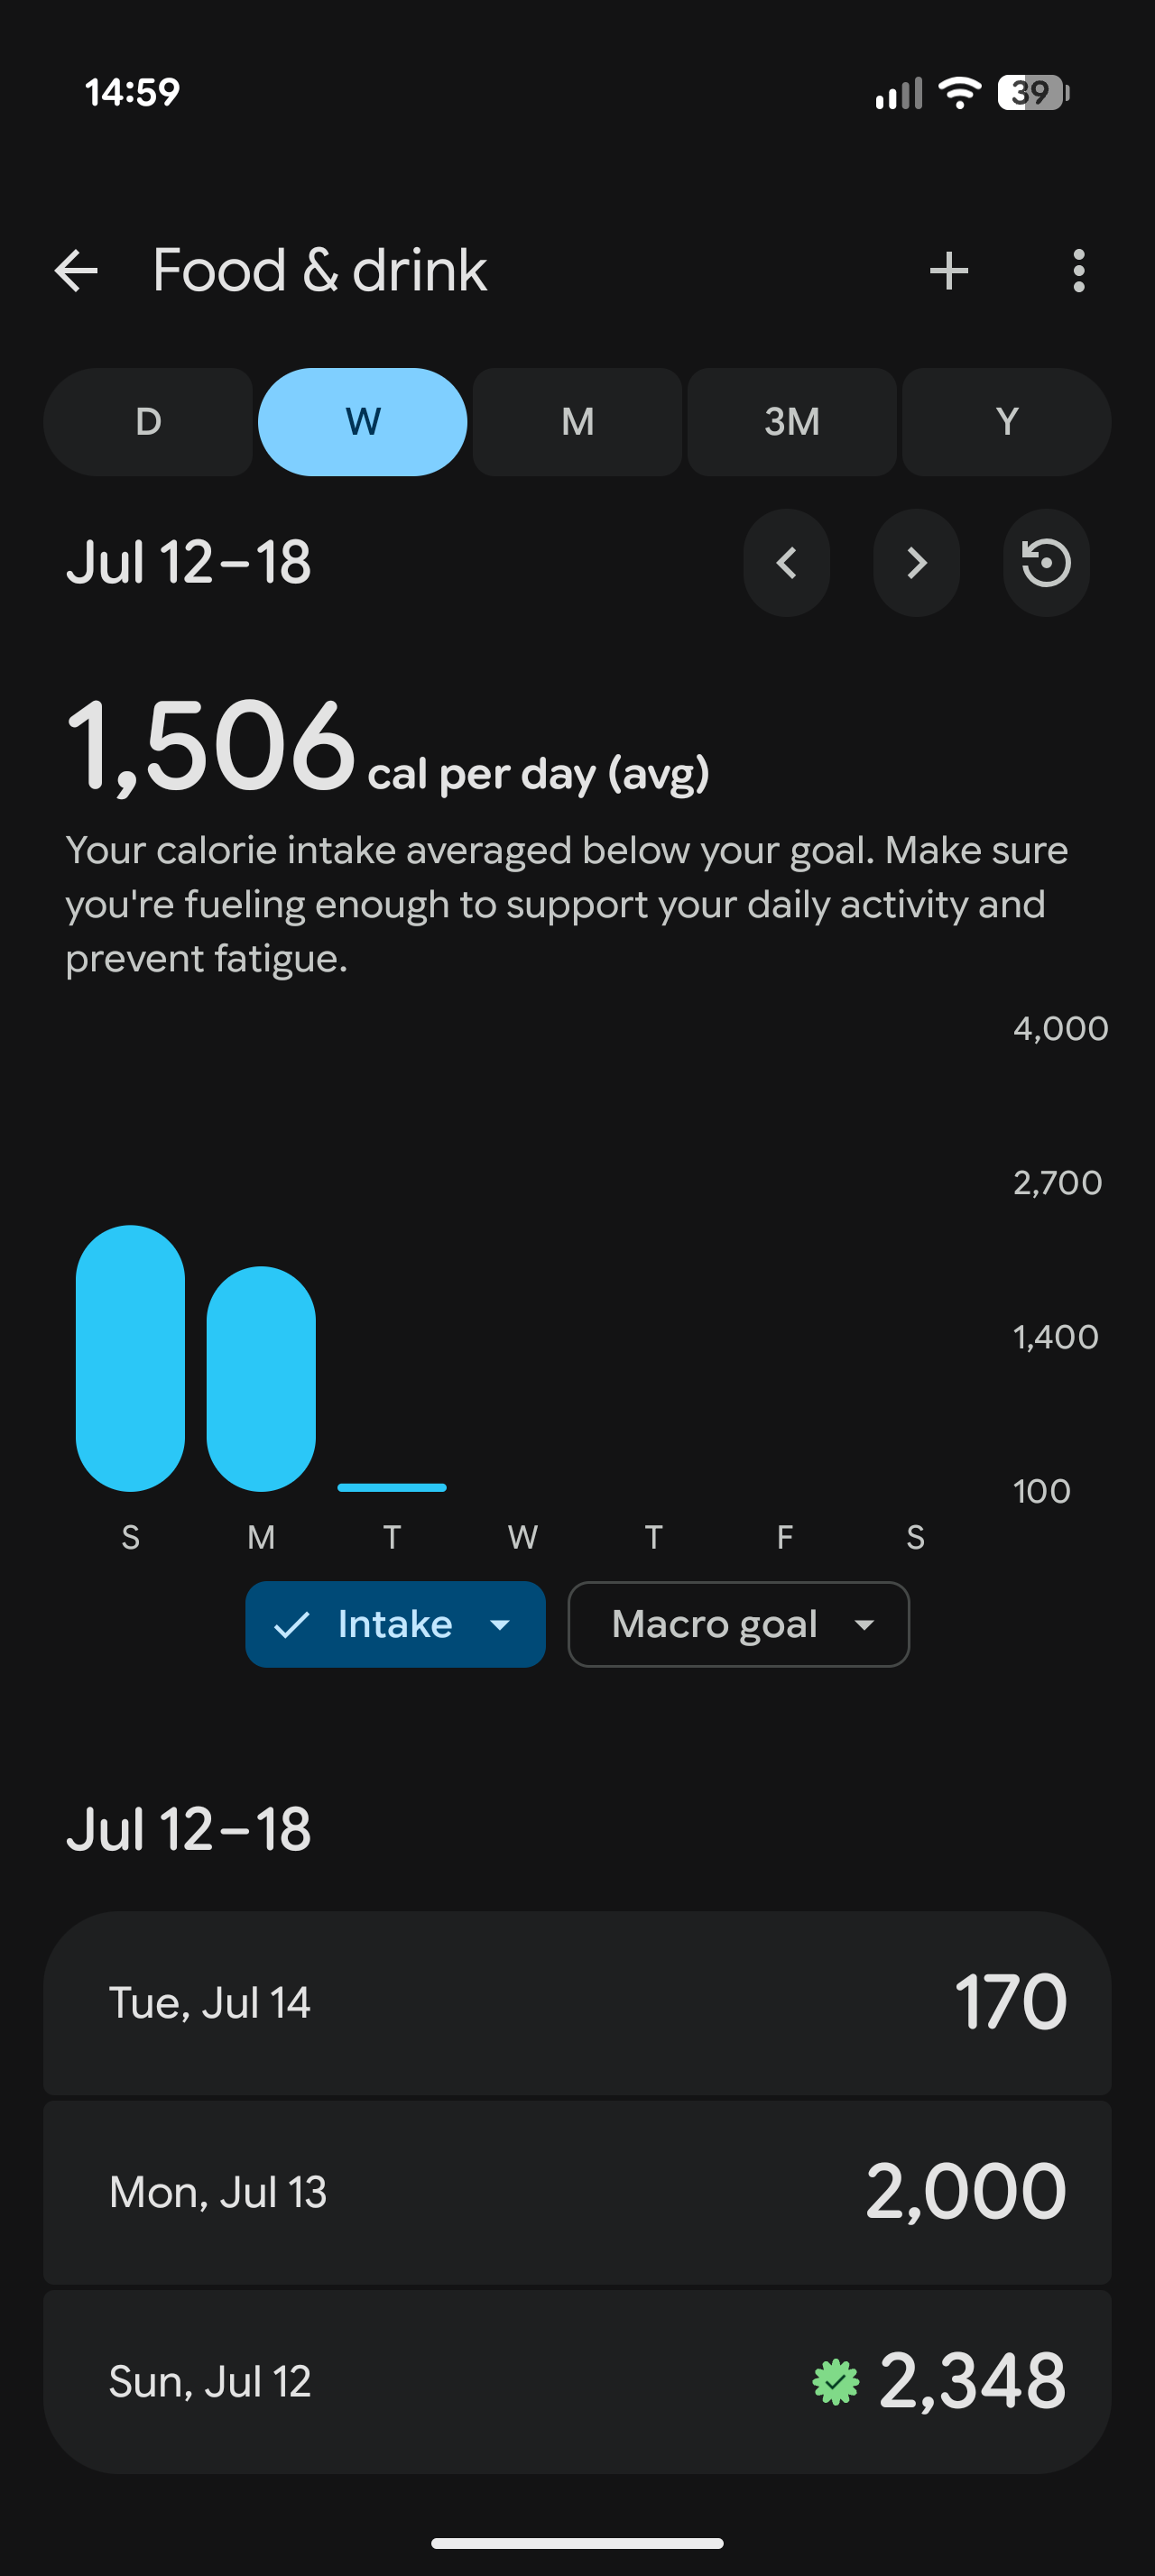 14:59
39
Food & drink
D W M 3M Y
Jul 12–18
1,506 cal per day (avg)
Your calorie intake averaged below your goal. Make sure
you're fueling enough to support your daily activity and
prevent fatigue.
4,000
2,700
1,400
100
S M T W T F S
Intake Macro goal
Jul 12–18
Tue, Jul 14 170
Mon, Jul 13 2,000
Sun, Jul 12 2,348